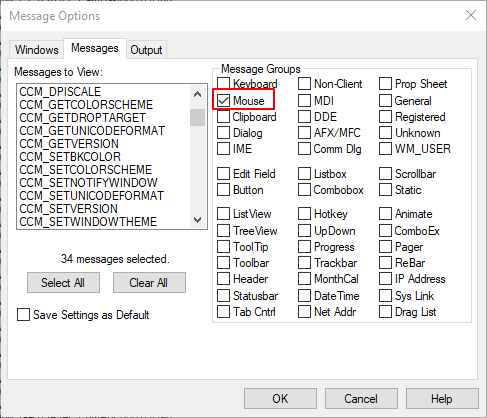 Message Options
Windows Messages Output
Messages to View:
CCM_DPISCALE
CCM_GETCOLORSCHEME
CCM_GETDROPTARGET
CCM_GETUNICODEFORMAT
CCM_GETVERSION
CCM_SETBKCOLOR
CCM_SETCOLORSCHEME
CCM_SETNOTIFYWINDOW
CCM_SETUNICODEFORMAT
CCM_SETVERSION
CCM_SETWINDOWTHEME
34 messages selected.
Select All Clear All
Save Settings as Default
Message Groups
Keyboard Non-Client Prop Sheet
Mouse MDI General
Clipboard DDE Registered
Dialog AFX/MFC Unknown
IME Comm Dlg WM_USER
Edit Field Listbox Scrollbar
Button Combobox Static
ListView Hotkey Animate
TreeView UpDown ComboEx
ToolTip Progress Pager
Toolbar Trackbar ReBar
Header MonthCal IP Address
Statusbar DateTime Sys Link
Tab Cntrl Net Addr Drag List
OK Cancel Help